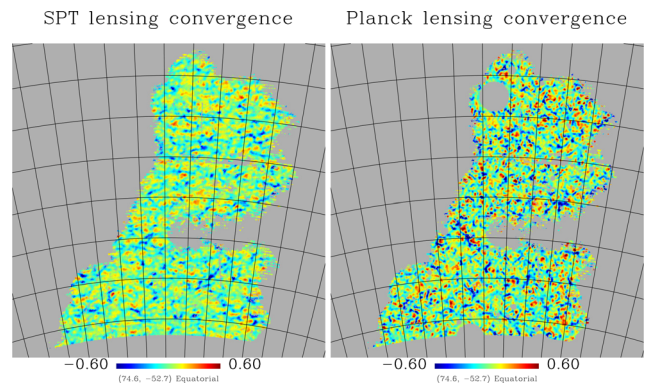 SPT lensing convergence
Planck lensing convergence
−0.60 0.60
(74.6, −52.7) Equatorial
−0.60 0.60
(74.6, −52.7) Equatorial